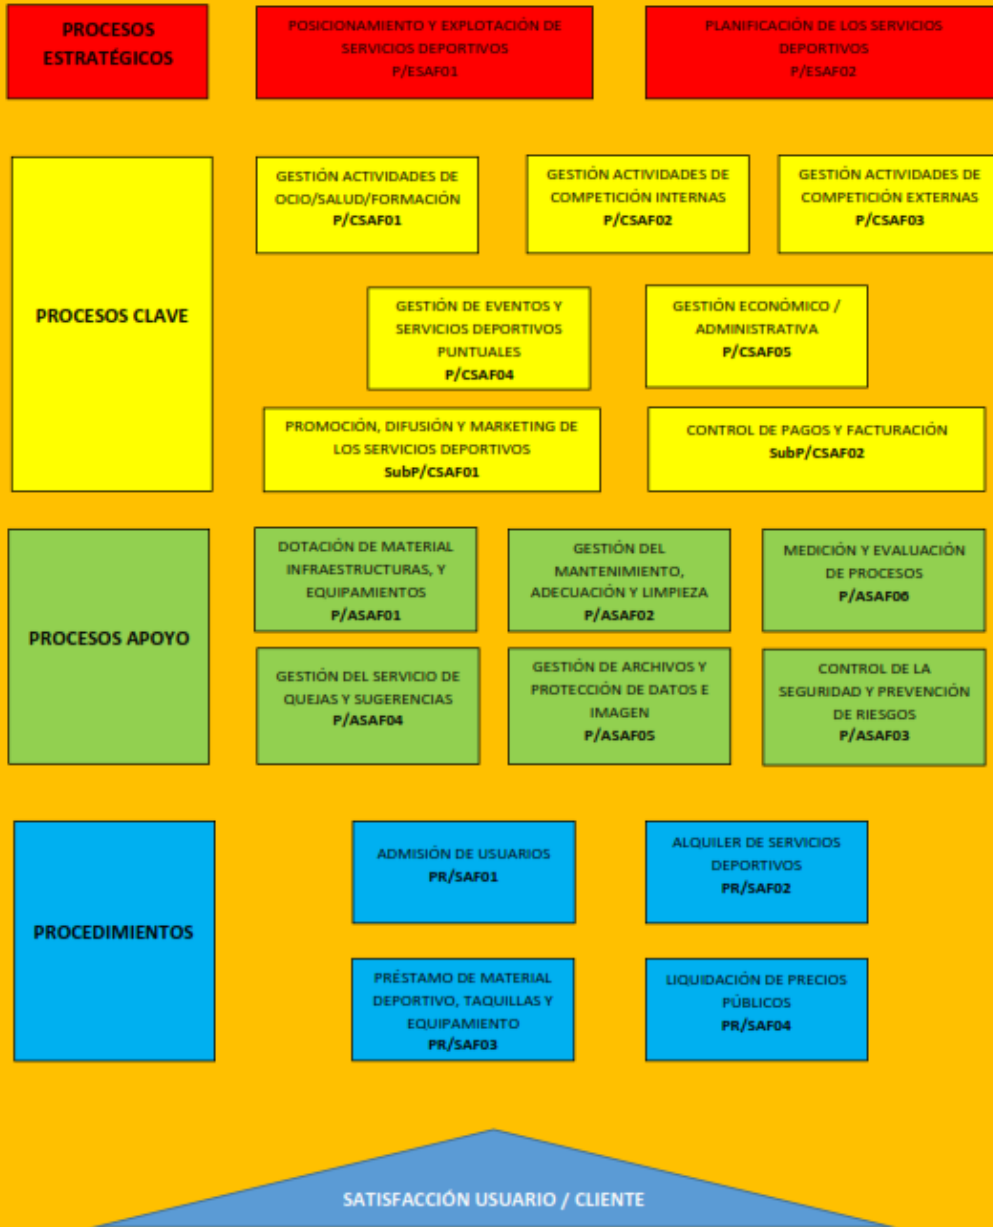 PROCESOS
ESTRATÉGICOS
POSICIONAMIENTO Y EXPLOTACIÓN DE
SERVICIOS DEPORTIVOS
P/ESAF01
PLANIFICACIÓN DE LOS SERVICIOS
DEPORTIVOS
P/ESAF02
PROCESOS CLAVE
GESTIÓN ACTIVIDADES DE
OCIO/SALUD/FORMACIÓN
P/CSAF01
GESTIÓN ACTIVIDADES DE
COMPETICIÓN INTERNAS
P/CSAF02
GESTIÓN ACTIVIDADES DE
COMPETICIÓN EXTERNAS
P/CSAF03
GESTIÓN DE EVENTOS Y
SERVICIOS DEPORTIVOS
PUNTUALES
P/CSAF04
GESTIÓN ECONÓMICO /
ADMINISTRATIVA
P/CSAF05
PROMOCIÓN, DIFUSIÓN Y MARKETING DE
LOS SERVICIOS DEPORTIVOS
SubP/CSAF01
CONTROL DE PAGOS Y FACTURACIÓN
SubP/CSAF02
PROCESOS APOYO
DOTACIÓN DE MATERIAL
INFRAESTRUCTURAS, Y
EQUIPAMIENTOS
P/ASAF01
GESTIÓN DEL
MANTENIMIENTO,
ADECUACIÓN Y LIMPIEZA
P/ASAF02
MEDICIÓN Y EVALUACIÓN
DE PROCESOS
P/ASAF06
GESTIÓN DEL SERVICIO DE
QUEJAS Y SUGERENCIAS
P/ASAF04
GESTIÓN DE ARCHIVOS Y
PROTECCIÓN DE DATOS E
IMAGEN
P/ASAF05
CONTROL DE LA
SEGURIDAD Y PREVENCIÓN
DE RIESGOS
P/ASAF03
PROCEDIMIENTOS
ADMISIÓN DE USUARIOS
PR/SAF01
ALQUILER DE SERVICIOS
DEPORTIVOS
PR/SAF02
PRÉSTAMO DE MATERIAL
DEPORTIVO, TAQUILLAS Y
EQUIPAMIENTO
PR/SAF03
LIQUIDACIÓN DE PRECIOS
PÚBLICOS
PR/SAF04
SATISFACCIÓN USUARIO / CLIENTE